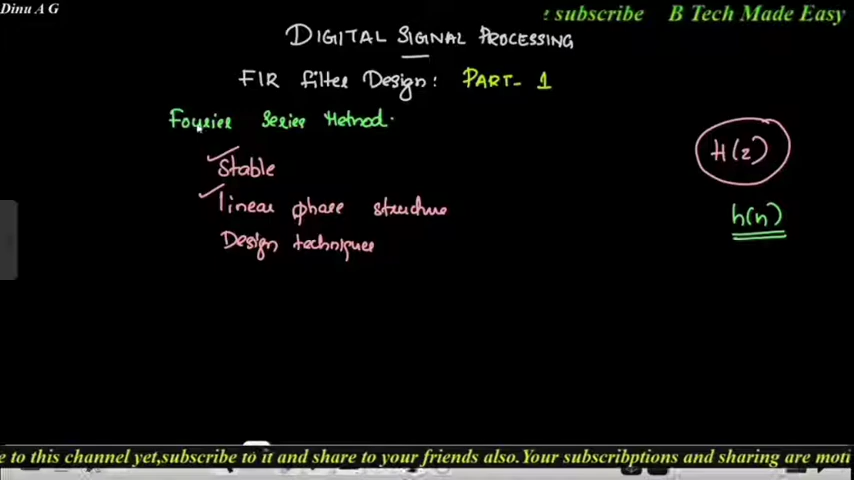 Dinu A G
e subscribe B Tech Made Easy
DIGITAL SIGNAL PROCESSING
FIR filter Design: PART- 1
Fourier Series Method.
Stable
H(z)
linear phase structure
h(n)
Design techniques
e to this channel yet,subscribe to it and share to your friends also.Your subscribptions and sharing are moti